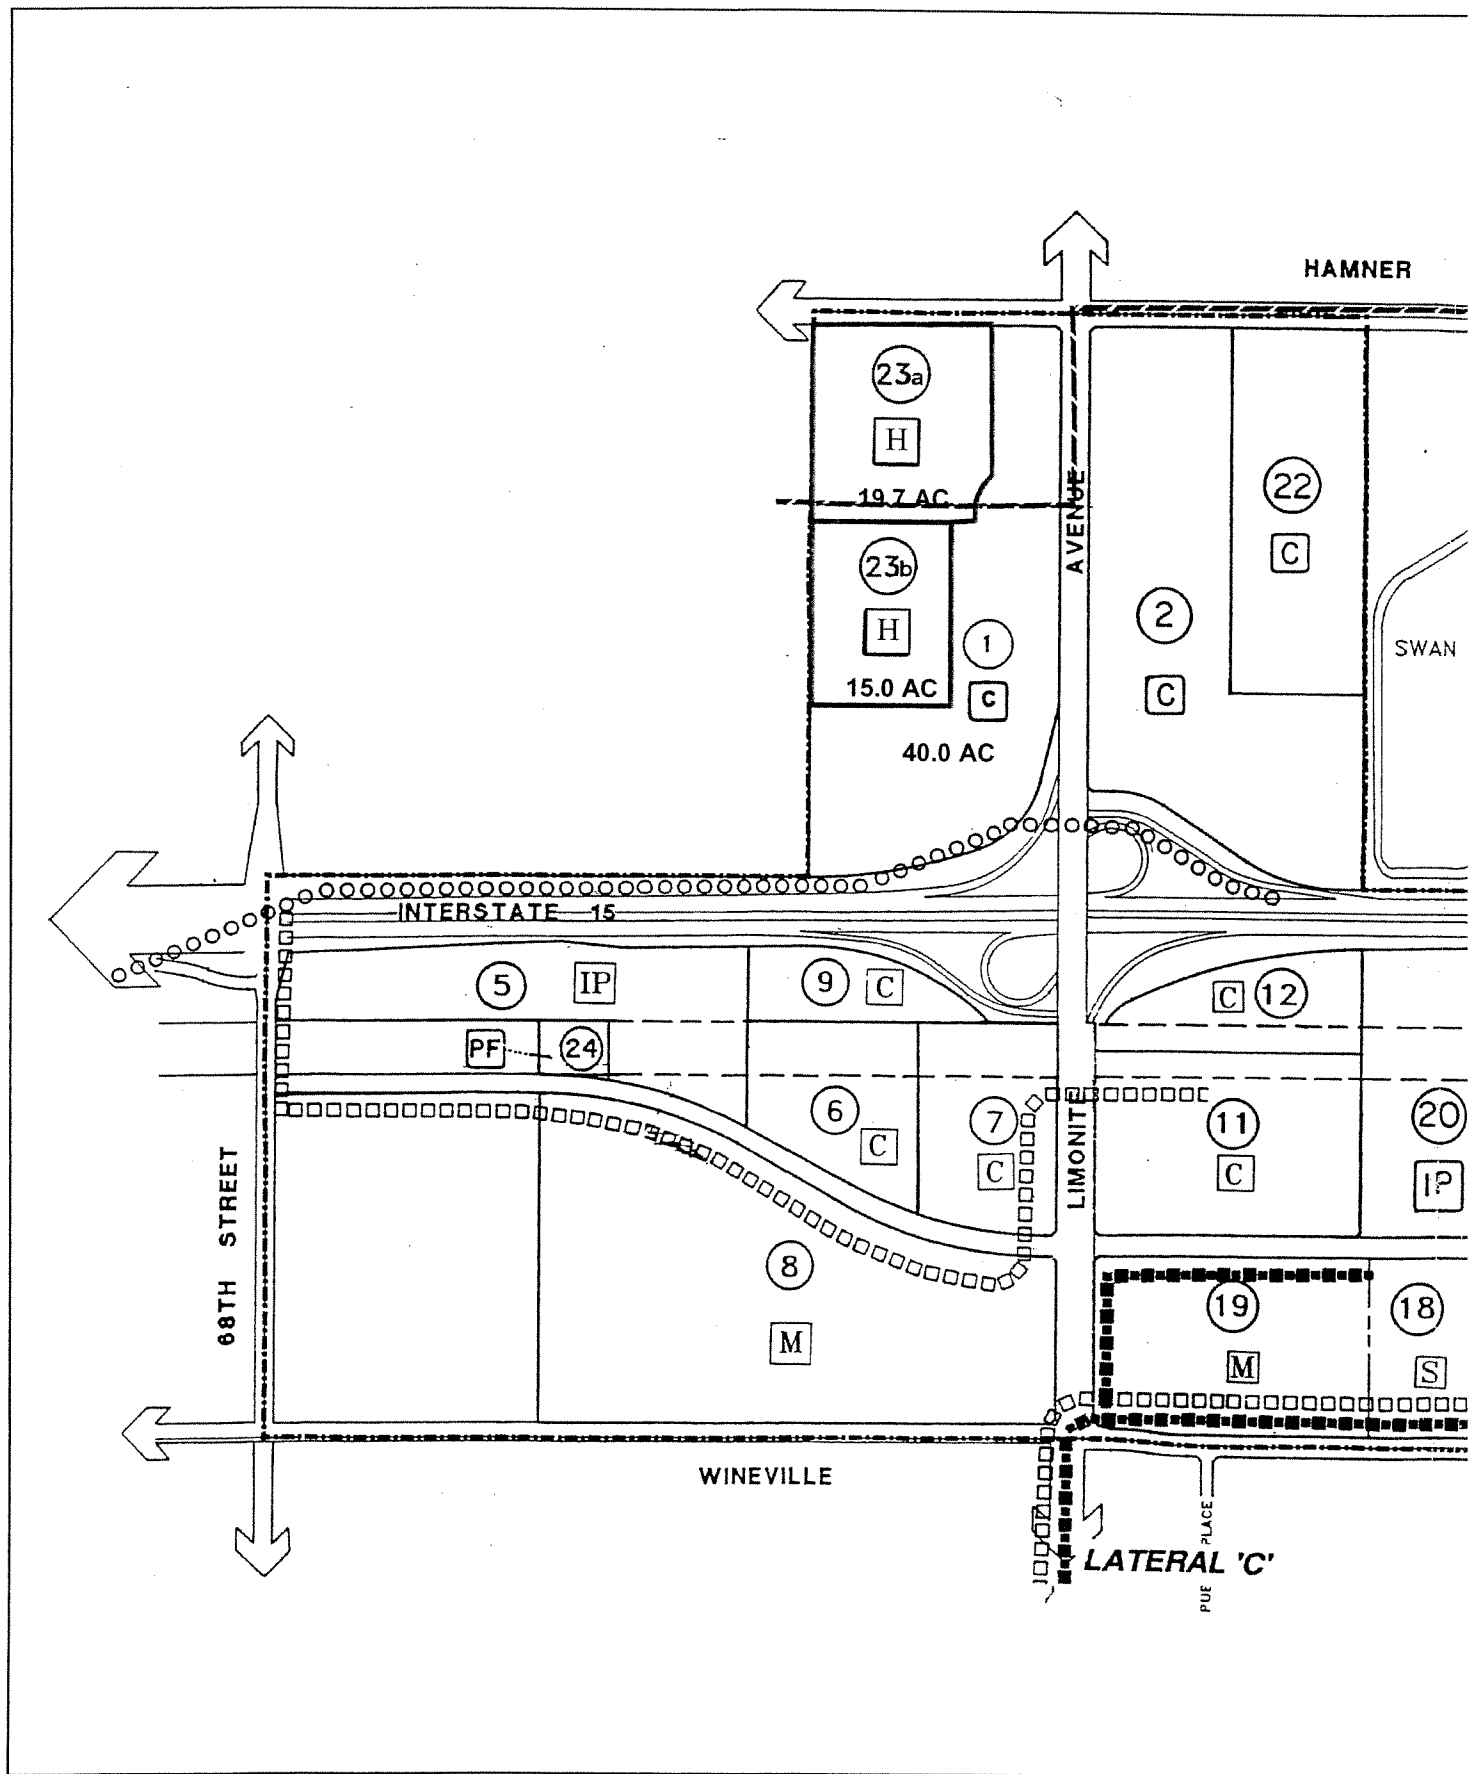 HAMNER
23a
H
19.7 AC
AVENUE
22
C
23b
H
15.0 AC
1
C
40.0 AC
2
C
SWAN
INTERSTATE 15
5
IP
9
C
C
12
PF
24
6
C
7
C
LIMONITE
11
C
20
IP
68TH STREET
8
M
19
M
18
S
WINEVILLE
LATERAL 'C'
PUE PLACE